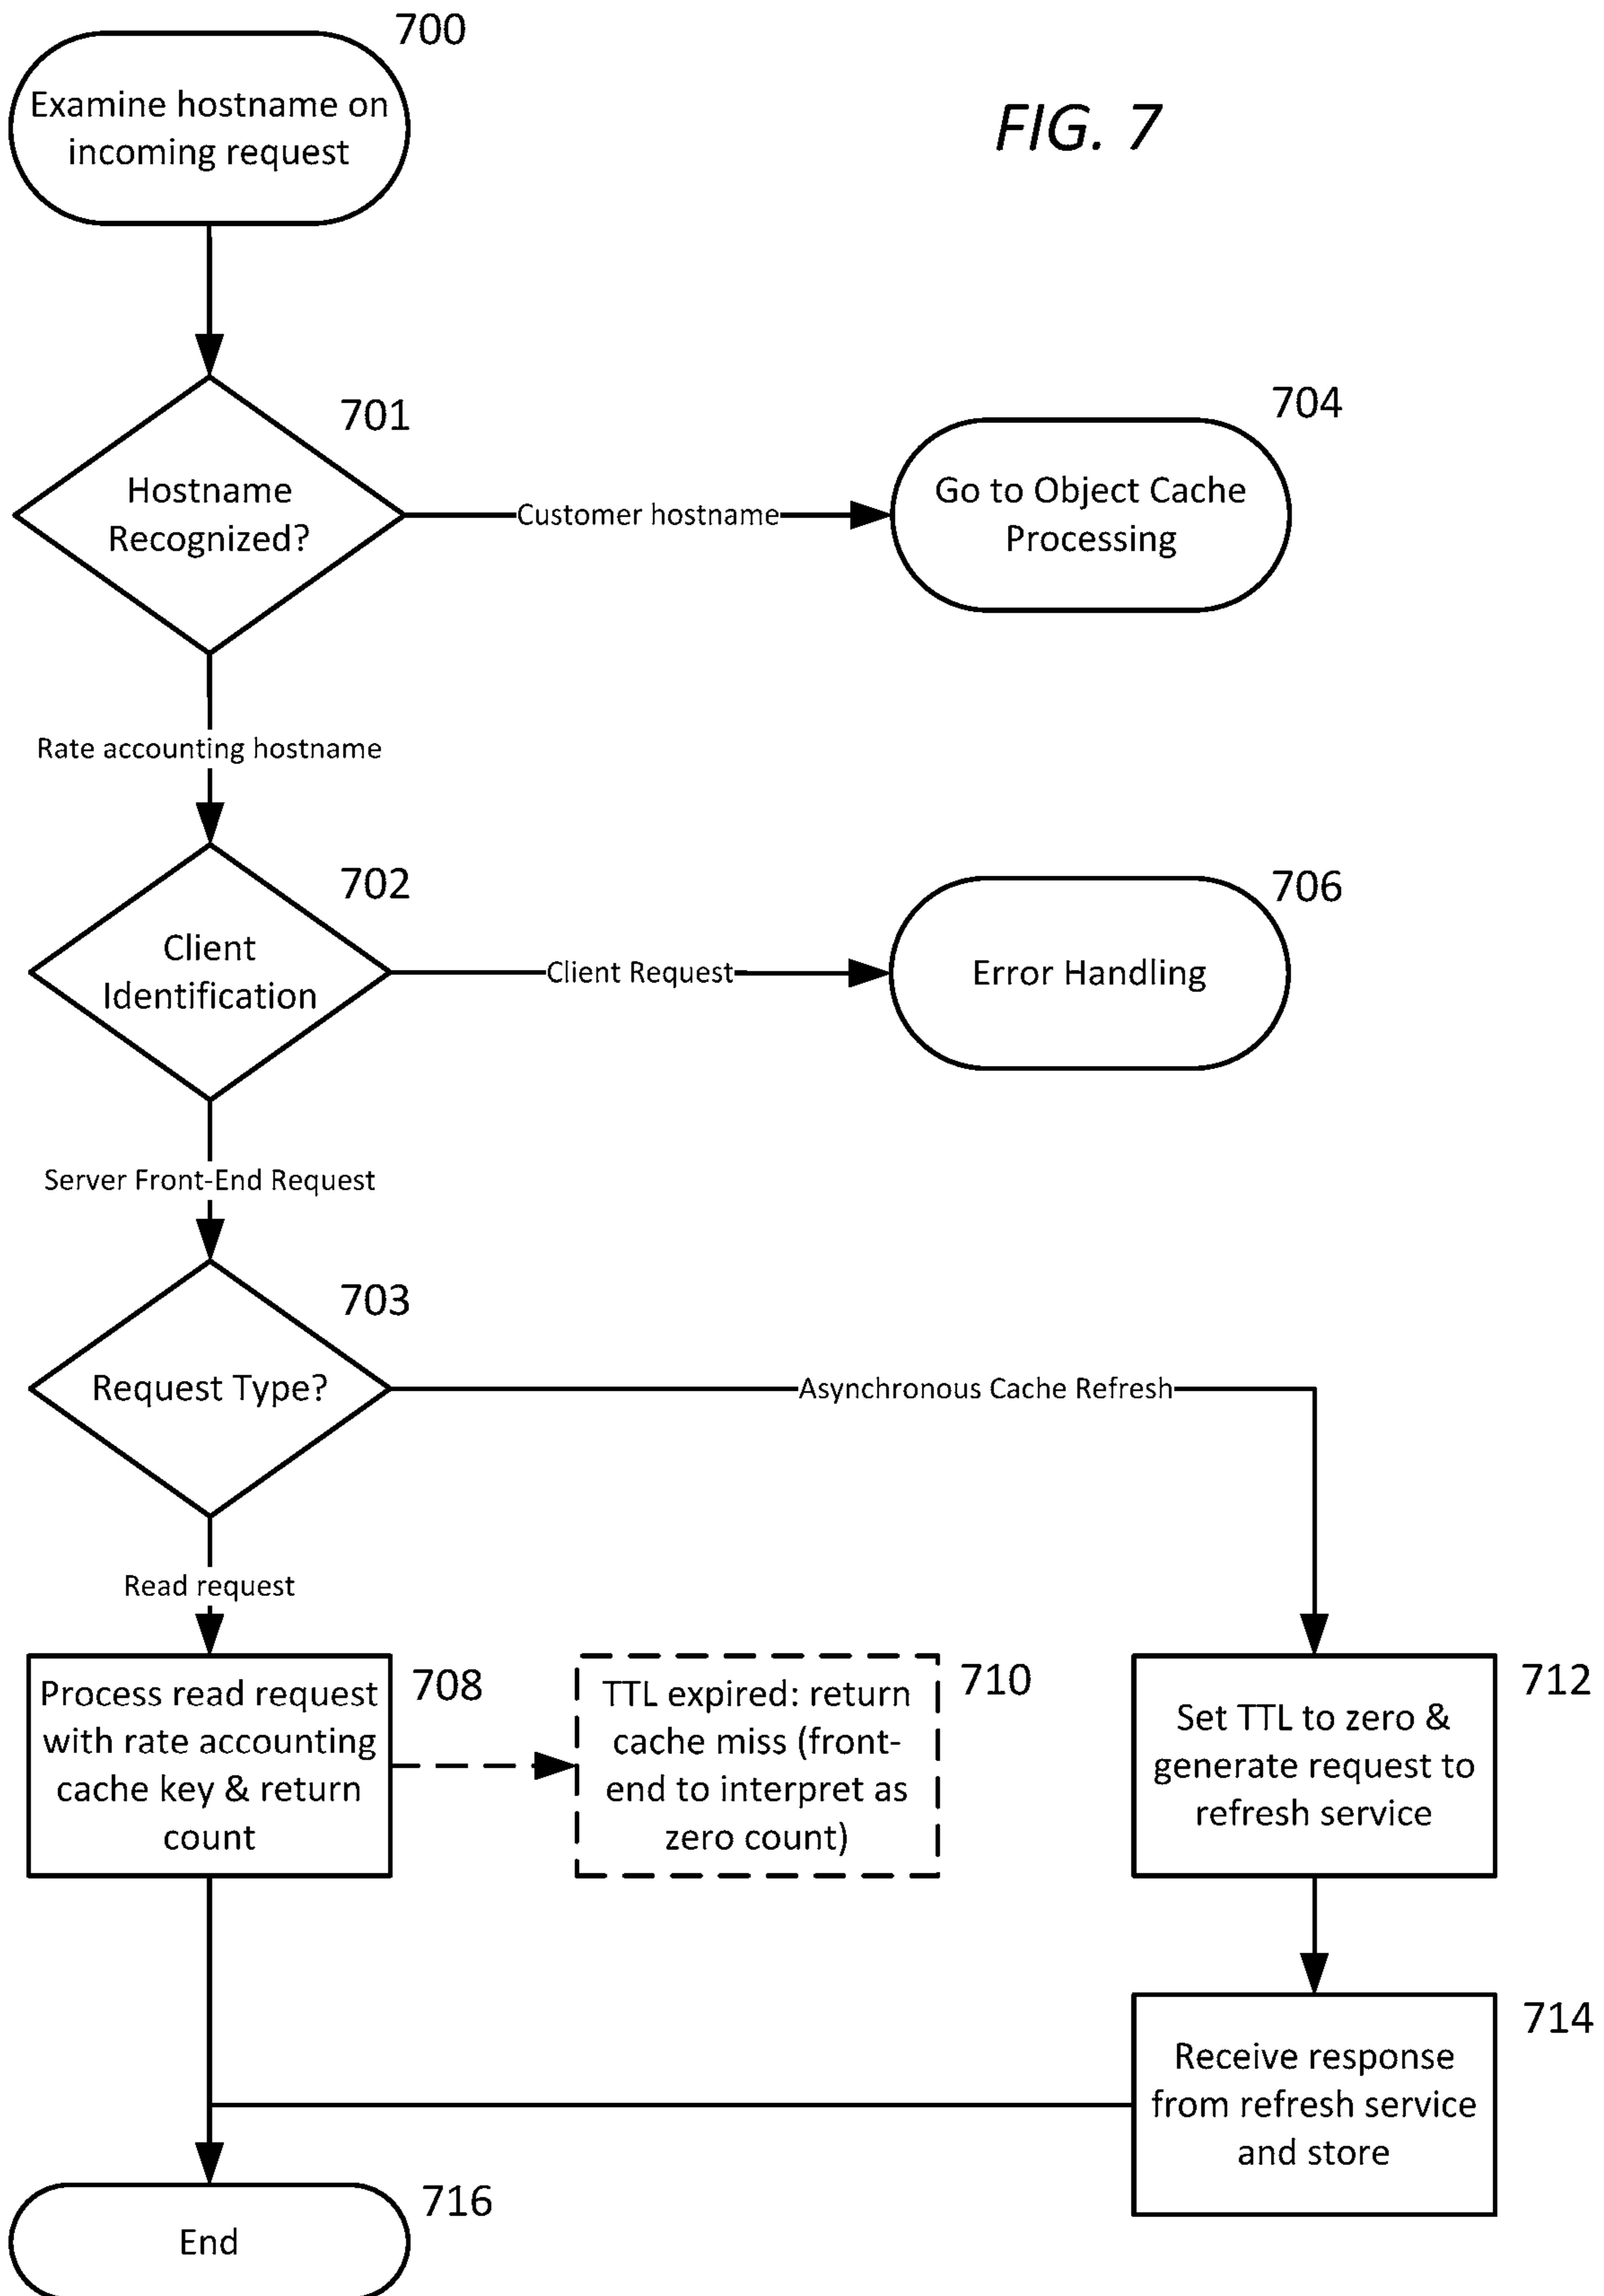 700
Examine hostname on
incoming request
FIG. 7
701
Hostname
Recognized?
Customer hostname
704
Go to Object Cache
Processing
Rate accounting hostname
702
Client
Identification
Client Request
706
Error Handling
Server Front-End Request
703
Request Type?
Asynchronous Cache Refresh
Read request
708
Process read request
with rate accounting
cache key & return
count
710
TTL expired: return
cache miss (front-
end to interpret as
zero count)
712
Set TTL to zero &
generate request to
refresh service
714
Receive response
from refresh service
and store
716
End